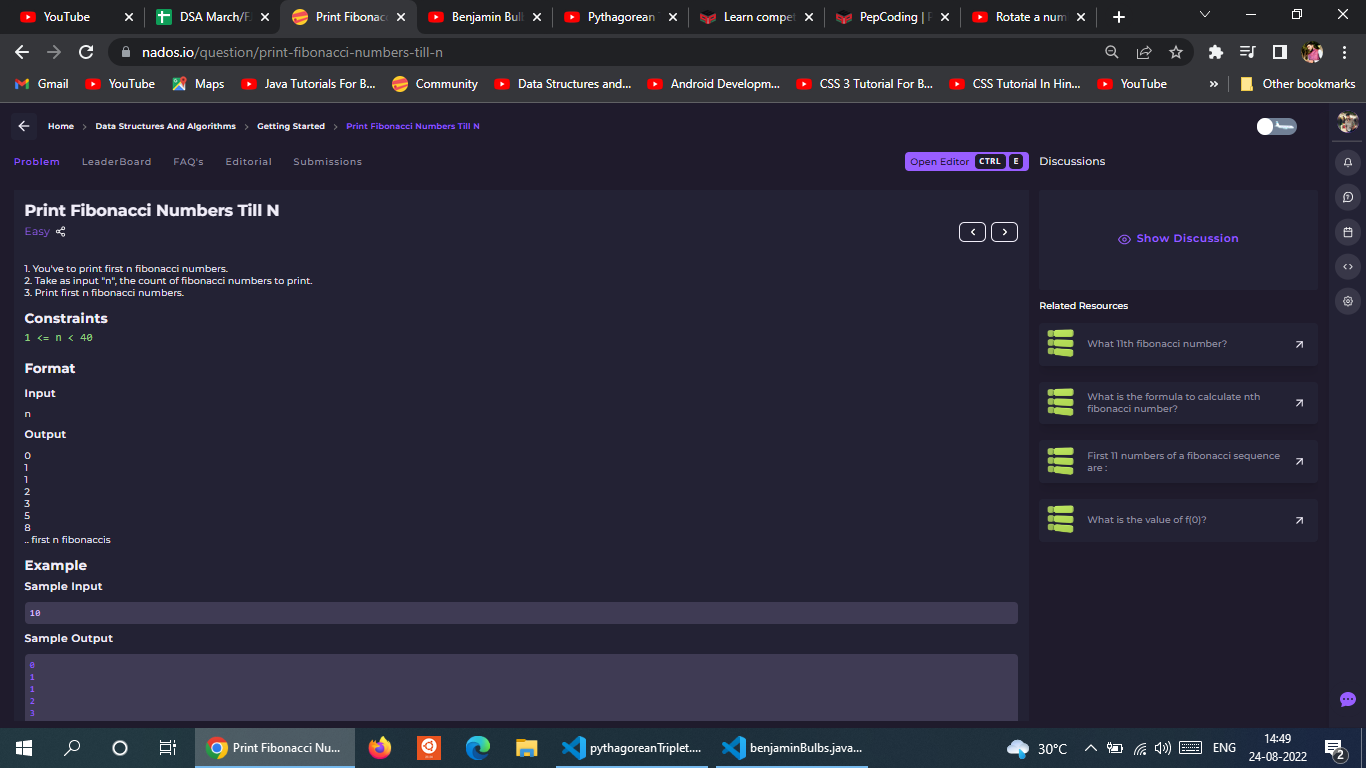 YouTube
DSA March/F
Print Fibonacc
Benjamin Bul
Pythagorean
Learn compet
PepCoding |
Rotate a num
nados.io/question/print-fibonacci-numbers-till-n
Gmail
YouTube
Maps
Java Tutorials For B...
Community
Data Structures and...
Android Developm...
CSS 3 Tutorial For B...
CSS Tutorial In Hin...
YouTube
»
Other bookmarks
Home > Data Structures And Algorithms > Getting Started > Print Fibonacci Numbers Till N
Problem
LeaderBoard
FAQ's
Editorial
Submissions
Open Editor CTRL E
Discussions
Print Fibonacci Numbers Till N
Easy
1. You've to print first n fibonacci numbers.
2. Take as input "n", the count of fibonacci numbers to print.
3. Print first n fibonacci numbers.
Constraints
1 <= n < 40
Format
Input
n
Output
0
1
1
2
3
5
8
.. first n fibonaccis
Example
Sample Input
10
Sample Output
0
1
1
2
3
Show Discussion
Related Resources
What 11th fibonacci number?
What is the formula to calculate nth
fibonacci number?
First 11 numbers of a fibonacci sequence
are :
What is the value of f(0)?
Print Fibonacci Nu...
pythagoreanTriplet....
benjaminBulbs.java...
30°C
ENG
14:49
24-08-2022
2